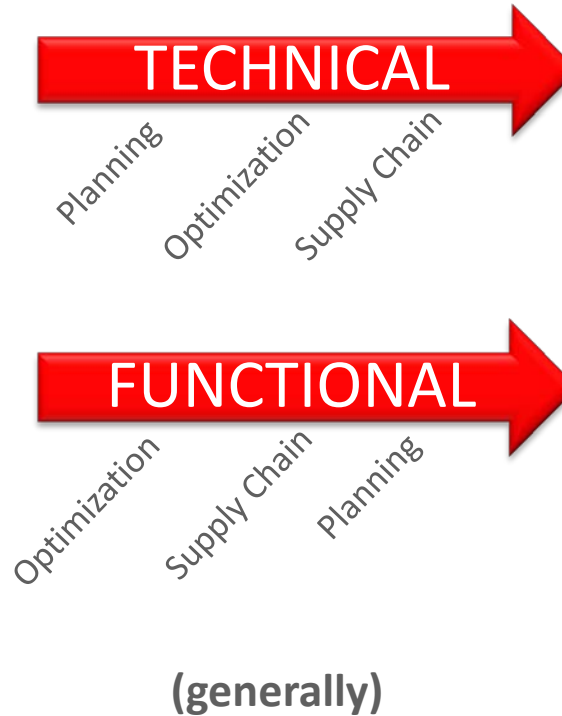 TECHNICAL
Planning
Optimization
Supply Chain
FUNCTIONAL
Optimization
Supply Chain
Planning
(generally)